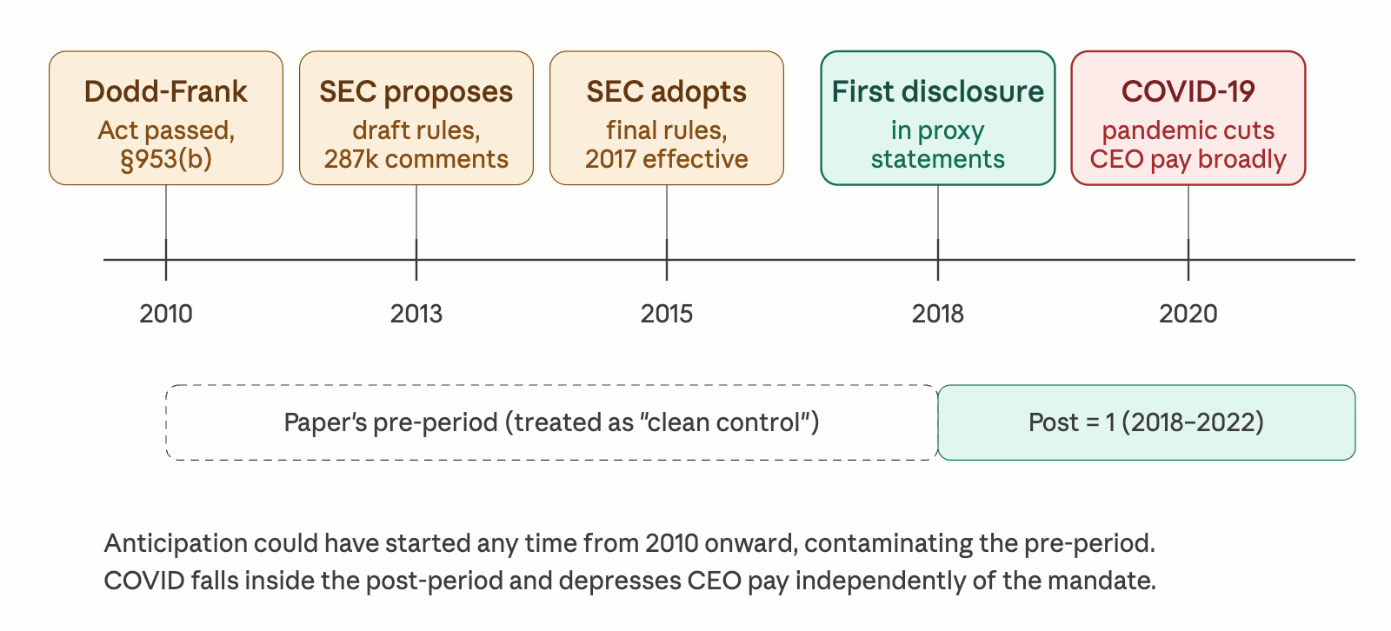 Dodd-Frank
Act passed,
§953(b)
SEC proposes
draft rules,
287k comments
SEC adopts
final rules,
2017 effective
First disclosure
in proxy
statements
COVID-19
pandemic cuts
CEO pay broadly
2010
2013
2015
2018
2020
Paper's pre-period (treated as "clean control")
Post = 1 (2018–2022)
Anticipation could have started any time from 2010 onward, contaminating the pre-period.
COVID falls inside the post-period and depresses CEO pay independently of the mandate.